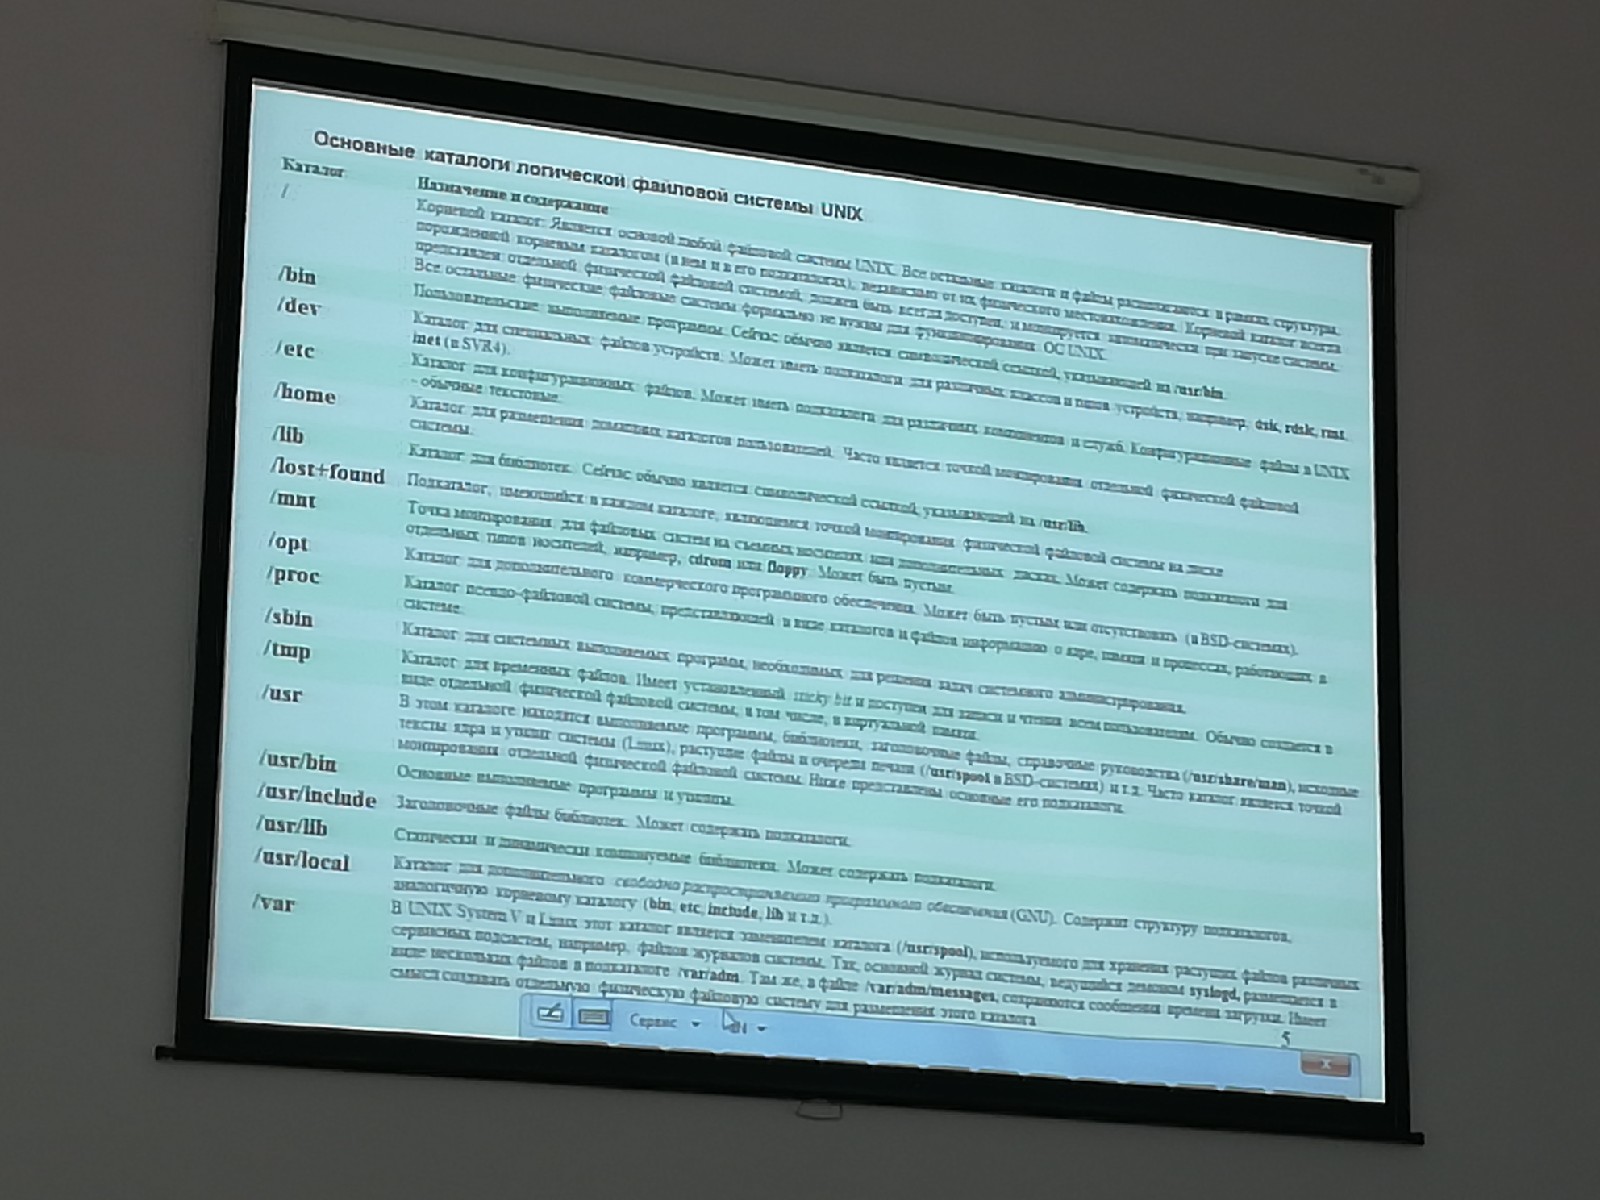 Основные каталоги логической файловой системы UNIX
Каталог Назначение и содержание
/ Корневой каталог. Является основой любой файловой системы UNIX. Все остальные каталоги и файлы располагаются в рамках структуры,
порожденной корневым каталогом (в нем и в его подкаталогах), независимо от их физического местонахождения. Корневой каталог всегда
представлен отдельной физической файловой системой, должен быть всегда доступен, и монтируется автоматически при запуске системы.
Все остальные физические файловые системы формально не нужны для функционирования ОС UNIX.
/bin Пользовательские выполняемые программы. Сейчас обычно является символической ссылкой, указывающей на /usr/bin.
/dev Каталог для специальных файлов устройств. Может иметь подкаталоги для различных классов и типов устройств, например, dsk, rdsk, rmt,
inet (в SVR4).
/etc Каталог для конфигурационных файлов. Может иметь подкаталоги для различных компонентов и служб. Конфигурационные файлы в UNIX
- обычные текстовые.
/home Каталог для размещения домашних каталогов пользователей. Часто является точкой монтирования отдельной физической файловой
системы.
/lib Каталог для библиотек. Сейчас обычно является символической ссылкой, указывающей на /usr/lib.
/lost+found Подкаталог, имеющийся в каждом каталоге, являющемся точкой монтирования физической файловой системы на диске
/mnt Точка монтирования для файловых систем на съемных носителях или дополнительных дисках. Может содержать подкаталоги для
отдельных типов носителей, например, cdrom или floppy. Может быть пустым.
/opt Каталог для дополнительного коммерческого программного обеспечения. Может быть пустым или отсутствовать (в BSD-системах).
/proc Каталог псевдо-файловой системы, представляющей в виде каталогов и файлов информацию о ядре, памяти и процессах, работающих в
системе.
/sbin Каталог для системных выполняемых программ, необходимых для решения задач системного администрирования.
/tmp Каталог для временных файлов. Имеет установленный sticky bit и доступен для записи и чтения всем пользователям. Обычно создается в
виде отдельной физической файловой системы, в том числе, в виртуальной памяти.
/usr В этом каталоге находятся выполняемые программы, библиотеки, заголовочные файлы, справочные руководства (/usr/share/man), исходные
тексты ядра и утилит системы (Linux), растущие файлы и очереди печати (/usr/spool в BSD-системах) и т.д. Часто каталог является точкой
монтирования отдельной физической файловой системы. Ниже представлены основные его подкаталоги.
/usr/bin Основные выполняемые программы и утилиты.
/usr/include Заголовочные файлы библиотек. Может содержать подкаталоги.
/usr/lib Статически и динамически компонуемые библиотеки. Может содержать подкаталоги.
/usr/local Каталог для дополнительного свободно распространяемого программного обеспечения (GNU). Содержит структуру подкаталогов,
аналогичную корневому каталогу (bin, etc, include, lib и т.д.).
/var В UNIX System V и Linux этот каталог является заменителем каталога (/usr/spool), используемого для хранения растущих файлов различных
сервисных подсистем, например, файлов журналов системы. Так, основной журнал системы, ведущийся демоном syslogd, размещается в
виде нескольких файлов в подкаталоге /var/adm. Там же, в файле /var/adm/messages, сохраняются сообщения времени загрузки. Имеет
смысл создавать отдельную физическую файловую систему для размещения этого каталога
5
Сервис